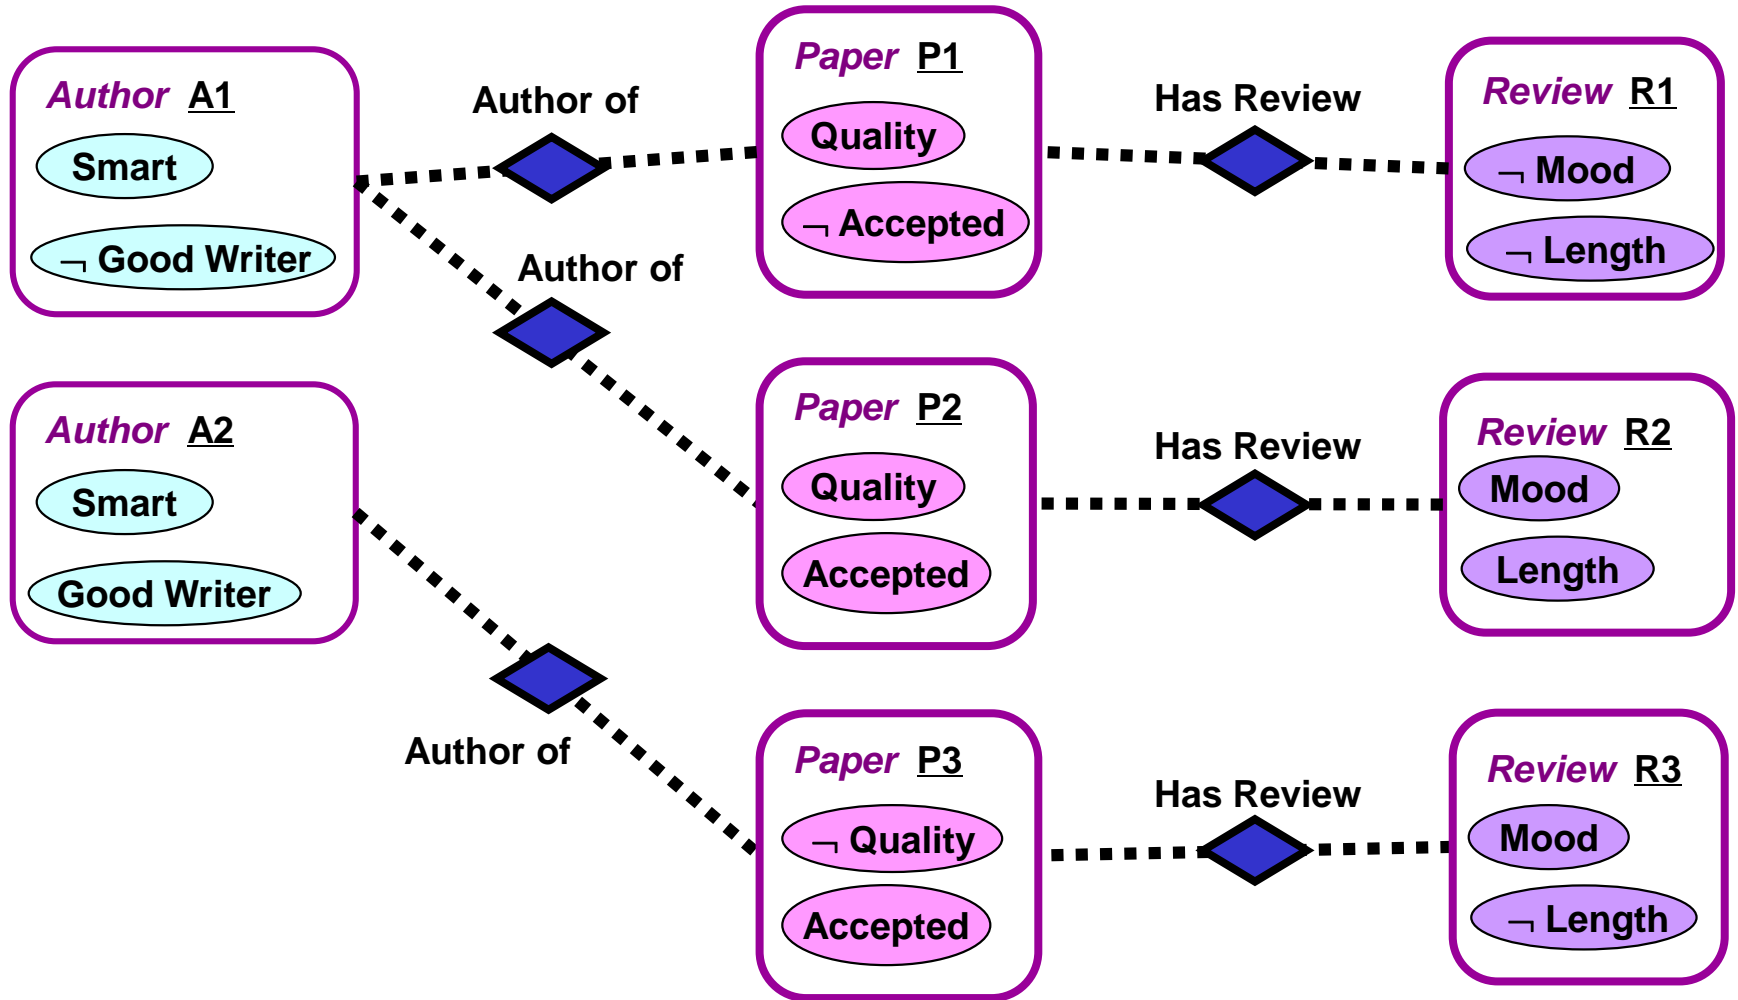 Author A1
Smart
¬ Good Writer
Author of
Author of
Paper P1
Quality
¬ Accepted
Has Review
Review R1
¬ Mood
¬ Length
Author A2
Smart
Good Writer
Author of
Paper P2
Quality
Accepted
Has Review
Review R2
Mood
Length
Paper P3
¬ Quality
Accepted
Has Review
Review R3
Mood
¬ Length